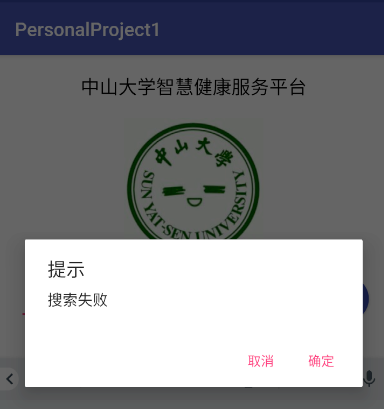 PersonalProject1
中山大学智慧健康服务平台
中山大学
SUN YAT-SEN UNIVERSITY
提示
搜索失败
取消 确定